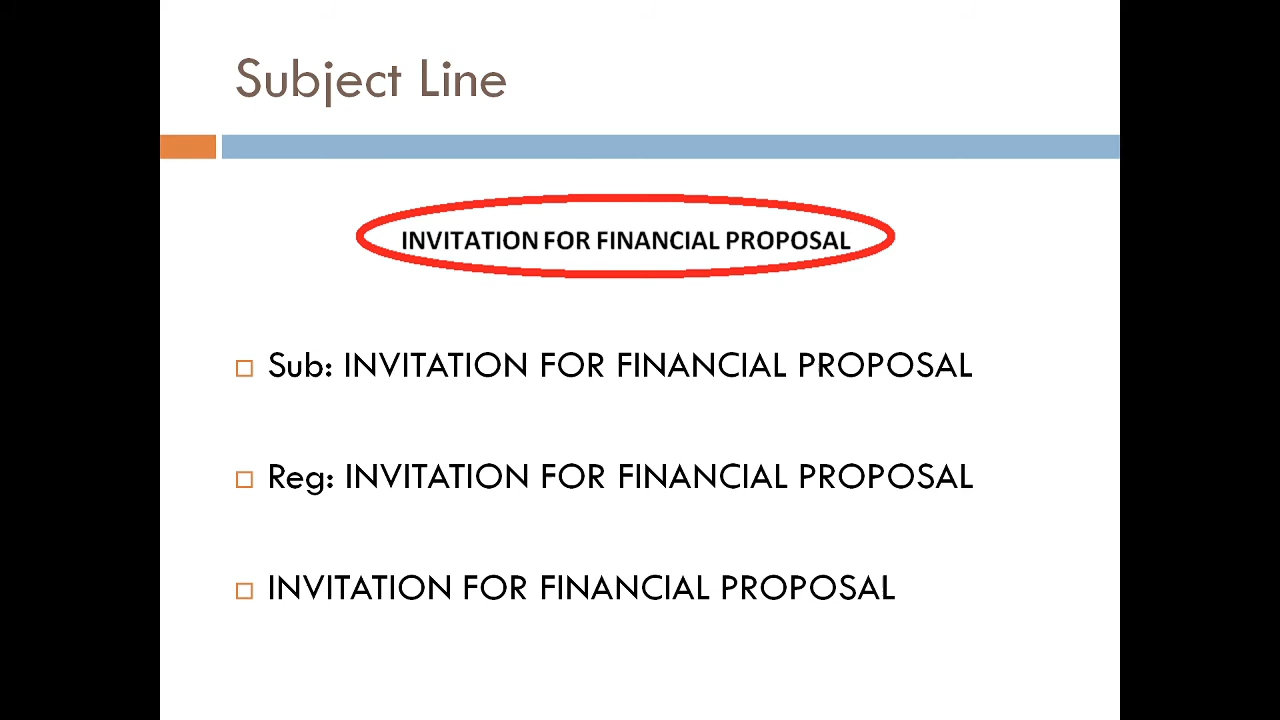 Subject Line
INVITATION FOR FINANCIAL PROPOSAL
Sub: INVITATION FOR FINANCIAL PROPOSAL
Reg: INVITATION FOR FINANCIAL PROPOSAL
INVITATION FOR FINANCIAL PROPOSAL